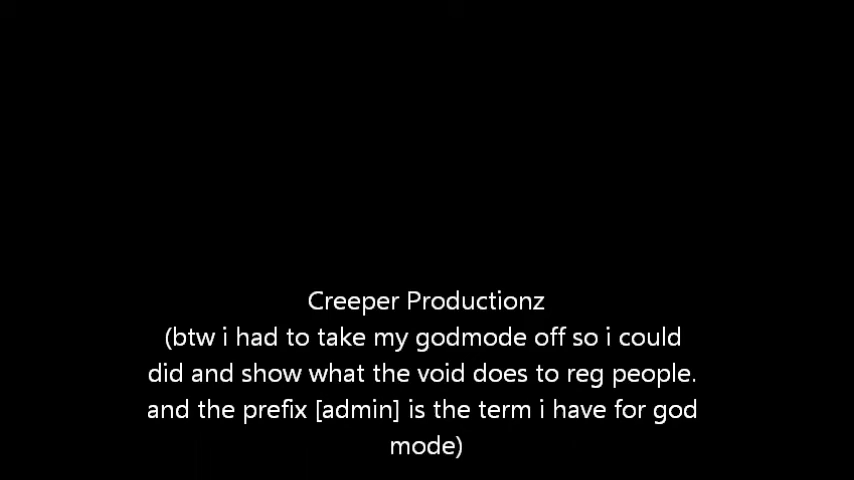 Creeper Productionz
(btw i had to take my godmode off so i could
did and show what the void does to reg people.
and the prefix [admin] is the term i have for god
mode)